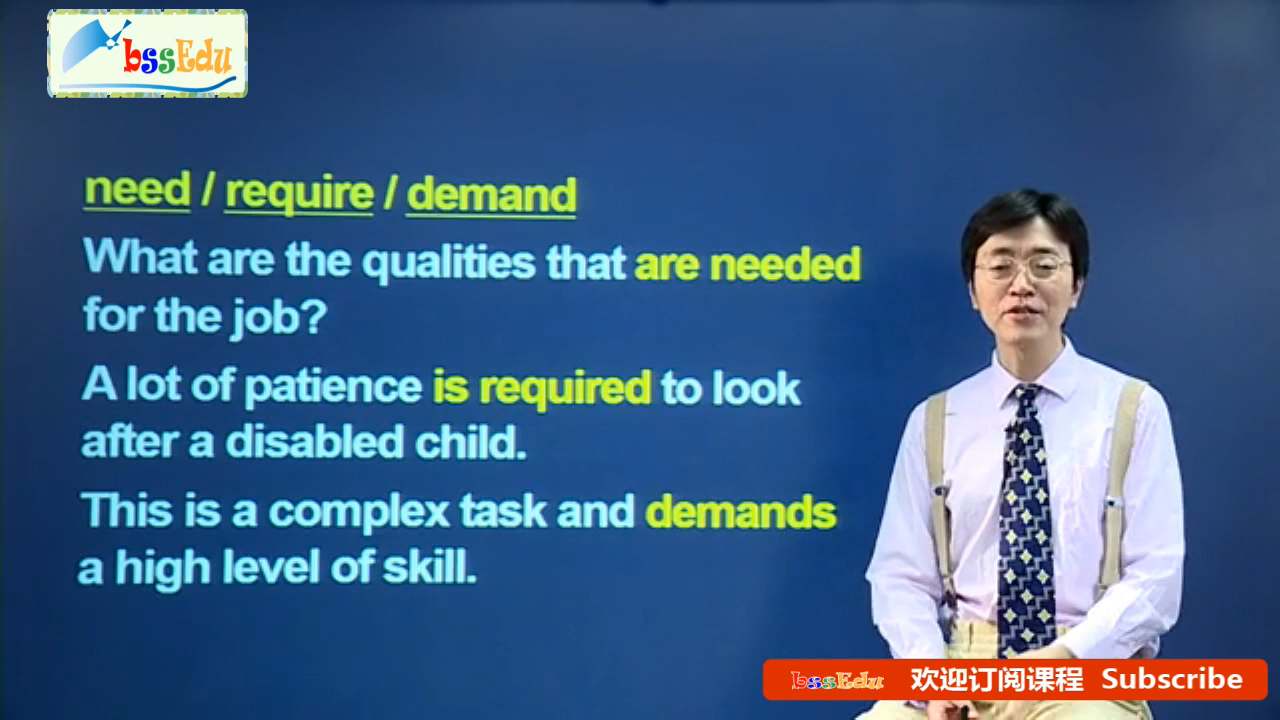 bssEdu
need / require / demand
What are the qualities that are needed
for the job?
A lot of patience is required to look
after a disabled child.
This is a complex task and demands
a high level of skill.
bssEdu 欢迎订阅课程 Subscribe